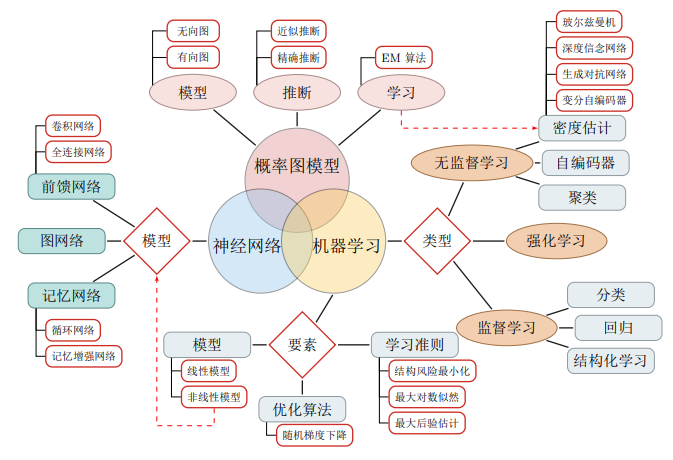 无向图
有向图
模型
近似推断
精确推断
推断
EM 算法
学习
玻尔兹曼机
深度信念网络
生成对抗网络
变分自编码器
密度估计
概率图模型
神经网络
机器学习
卷积网络
全连接网络
前馈网络
图网络
记忆网络
循环网络
记忆增强网络
模型
类型
无监督学习
自编码器
聚类
强化学习
监督学习
分类
回归
结构化学习
要素
模型
线性模型
非线性模型
优化算法
随机梯度下降
学习准则
结构风险最小化
最大对数似然
最大后验估计